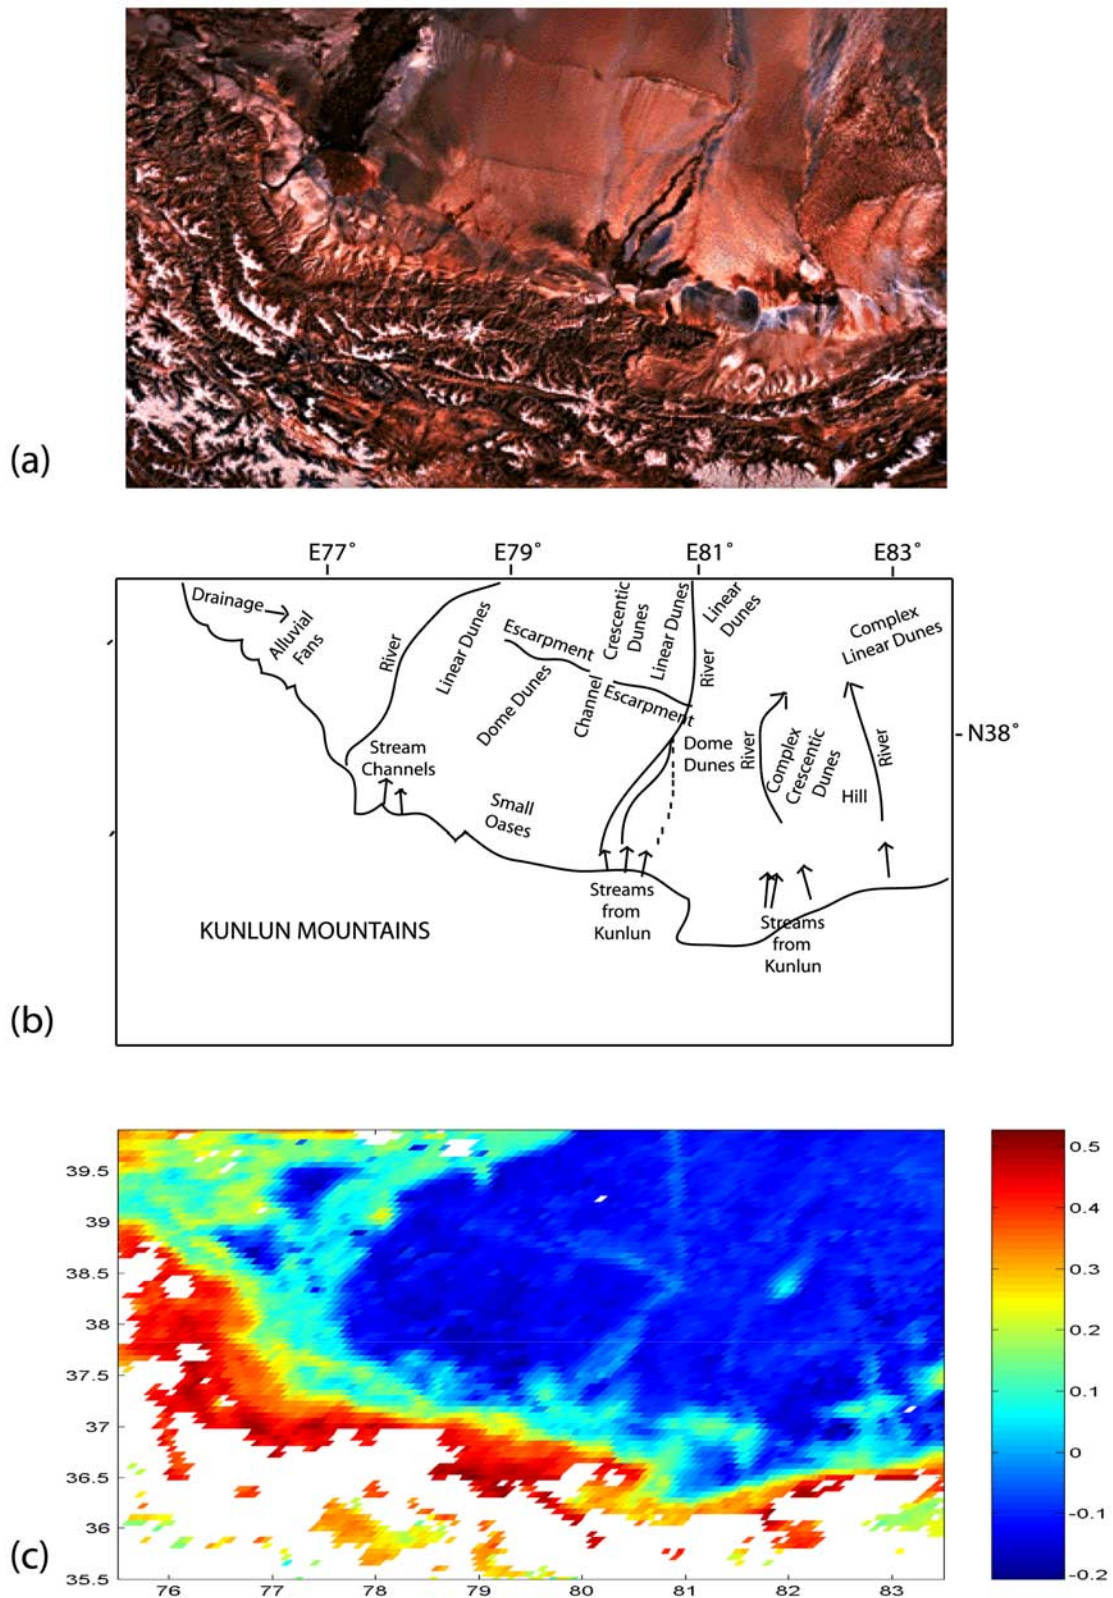 (a)
E77° E79° E81° E83°
Drainage
Alluvial
Fans
River
Linear Dunes
Escarpment
Dome Dunes
Crescentic
Dunes
Linear Dunes
Linear
Dunes
Channel
Escarpment
River
Complex
Linear Dunes
N38°
Stream
Channels
Small
Oases
Dome
Dunes
River
Complex
Crescentic
Dunes
Hill
River
Streams
from
Kunlun
Streams
from
Kunlun
KUNLUN MOUNTAINS
(b)
39.5
39
38.5
38
37.5
37
36.5
36
35.5
76 77 78 79 80 81 82 83
0.5
0.4
0.3
0.2
0.1
0
-0.1
-0.2
(c)